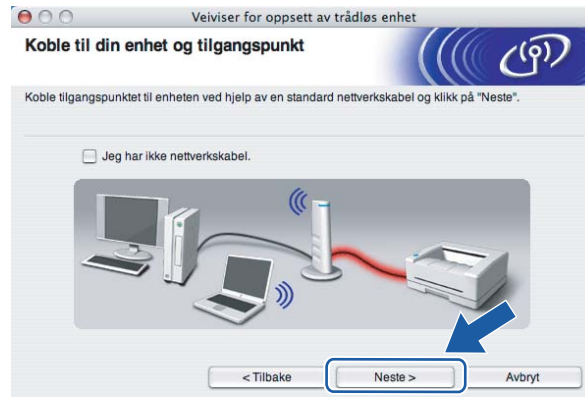 Veiviser for oppsett av trådløs enhet
Koble til din enhet og tilgangspunkt
Koble tilgangspunktet til enheten ved hjelp av en standard nettverkskabel og klikk på "Neste".
Jeg har ikke nettverkskabel.
< Tilbake Neste > Avbryt